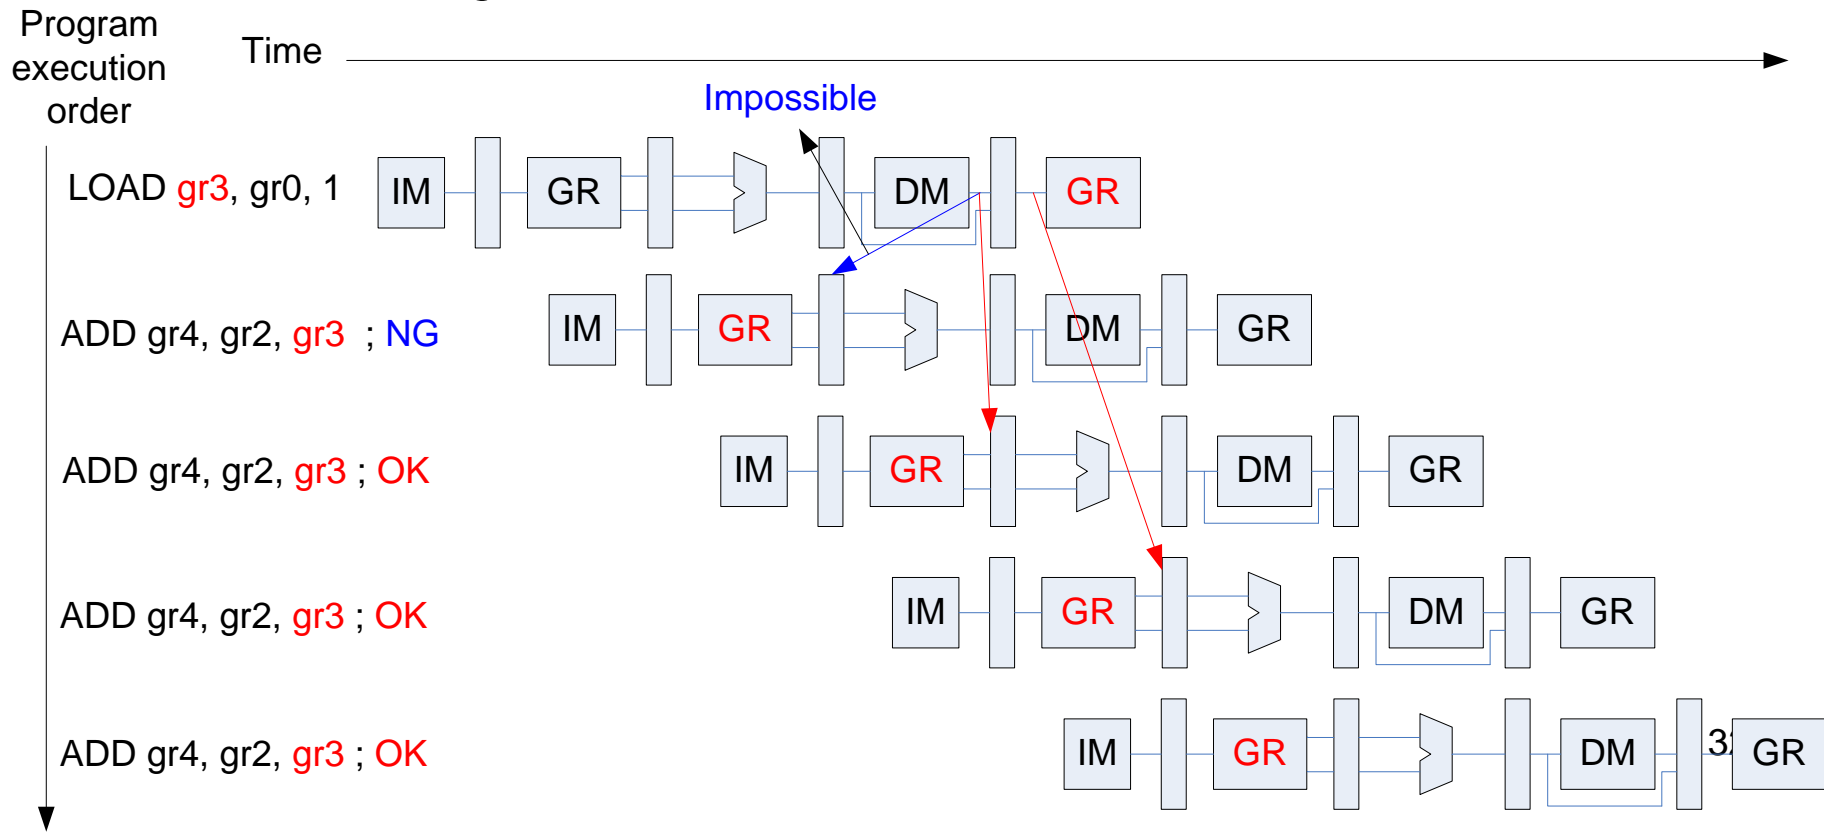 Program
execution
order
Time
Impossible
LOAD gr3, gr0, 1
IM
GR
DM
GR
ADD gr4, gr2, gr3 ; NG
IM
GR
DM
GR
ADD gr4, gr2, gr3 ; OK
IM
GR
DM
GR
ADD gr4, gr2, gr3 ; OK
IM
GR
DM
GR
ADD gr4, gr2, gr3 ; OK
IM
GR
DM
GR